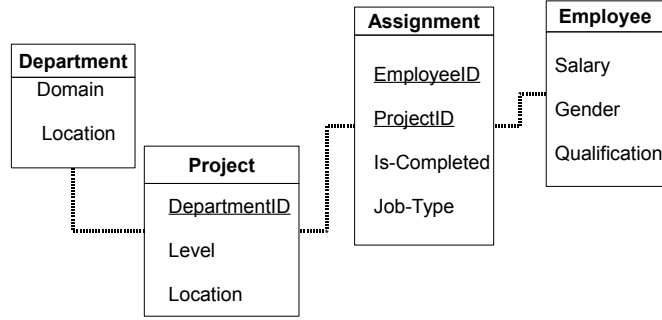 Department
Domain
Location
Project
DepartmentID
Level
Location
Assignment
EmployeeID
ProjectID
Is-Completed
Job-Type
Employee
Salary
Gender
Qualification